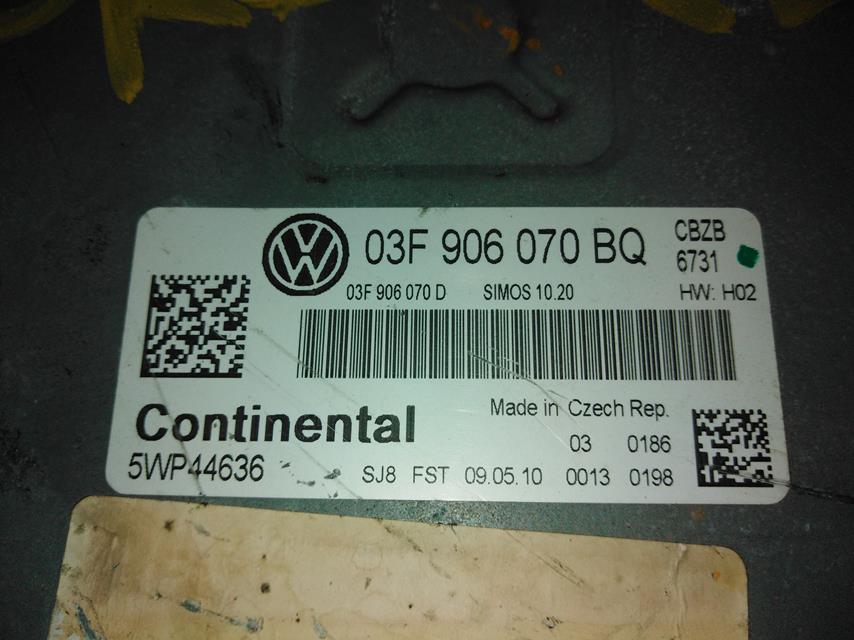 VW 03F 906 070 BQ CBZB
6731
03F 906 070 D SIMOS 10.20 HW: H02
Continental Made in Czech Rep.
03 0186
5WP44636 SJ8 FST 09.05.10 0013 0198